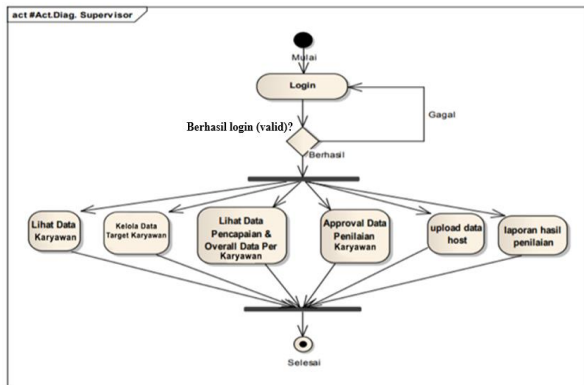 act #Act.Diag. Supervisor
Mulai
Login
Gagal
Berhasil login (valid)?
Berhasil
Lihat Data
Karyawan
Kelola Data
Target Karyawan
Lihat Data
Pencapaian &
Overall Data Per
Karyawan
Approval Data
Penilaian
Karyawan
upload data
host
laporan hasil
penilaian
Selesai